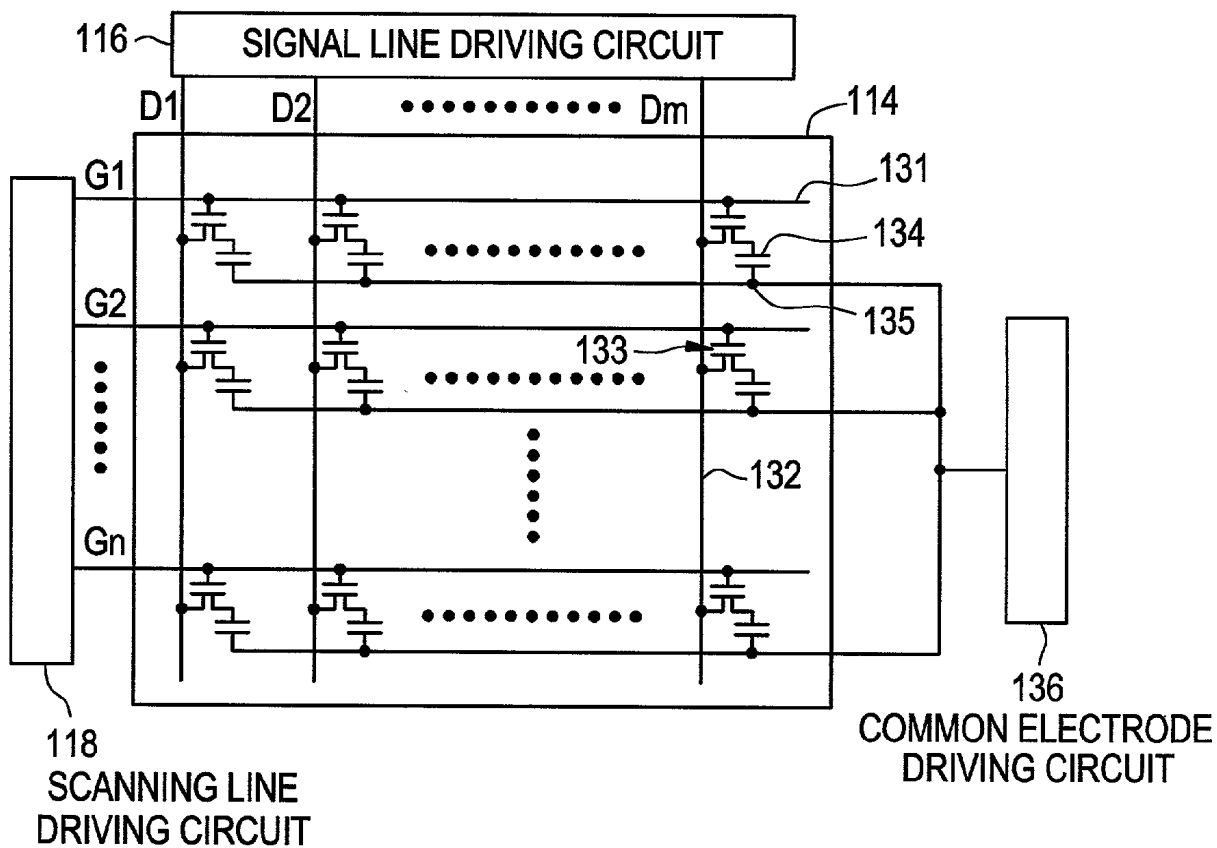 116
SIGNAL LINE DRIVING CIRCUIT
D1
D2
Dm
114
G1
131
134
G2
135
133
132
Gn
118
SCANNING LINE
DRIVING CIRCUIT
136
COMMON ELECTRODE
DRIVING CIRCUIT